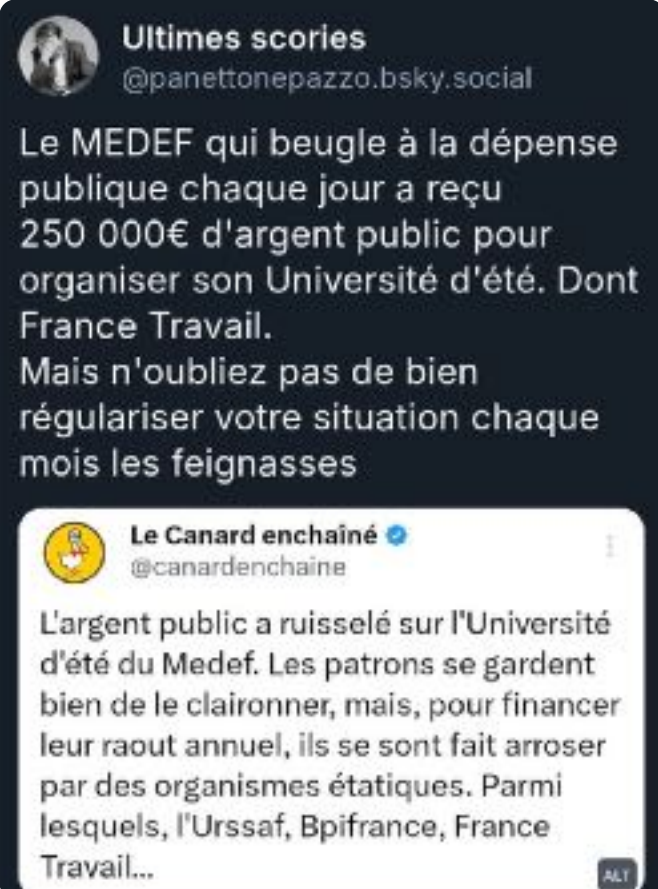 Ultimes scories
@panettonepazzo.bsky.social
Le MEDEF qui beugle à la dépense
publique chaque jour a reçu
250 000€ d'argent public pour
organiser son Université d'été. Dont
France Travail.
Mais n'oubliez pas de bien
régulariser votre situation chaque
mois les feignasses
Le Canard enchaîné
@canardenchaine
L'argent public a ruisselé sur l'Université
d'été du Medef. Les patrons se gardent
bien de le claironner, mais, pour financer
leur raout annuel, ils se sont fait arroser
par des organismes étatiques. Parmi
lesquels, l'Urssaf, Bpifrance, France
Travail...
ALT